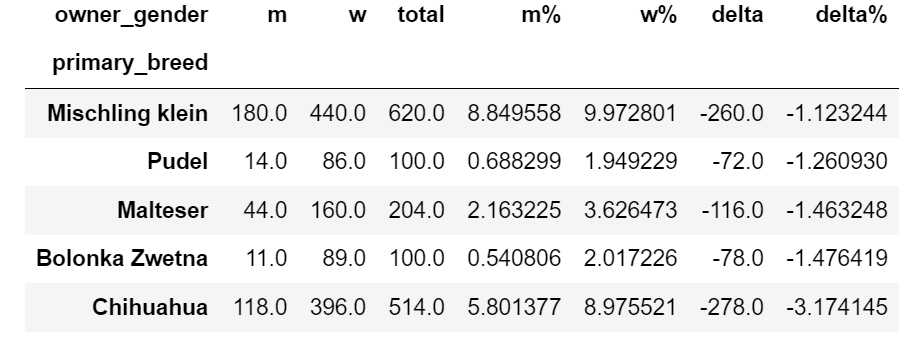 owner_gender m w total m% w% delta delta%
primary_breed
Mischling klein 180.0 440.0 620.0 8.849558 9.972801 -260.0 -1.123244
Pudel 14.0 86.0 100.0 0.688299 1.949229 -72.0 -1.260930
Malteser 44.0 160.0 204.0 2.163225 3.626473 -116.0 -1.463248
Bolonka Zwetna 11.0 89.0 100.0 0.540806 2.017226 -78.0 -1.476419
Chihuahua 118.0 396.0 514.0 5.801377 8.975521 -278.0 -3.174145